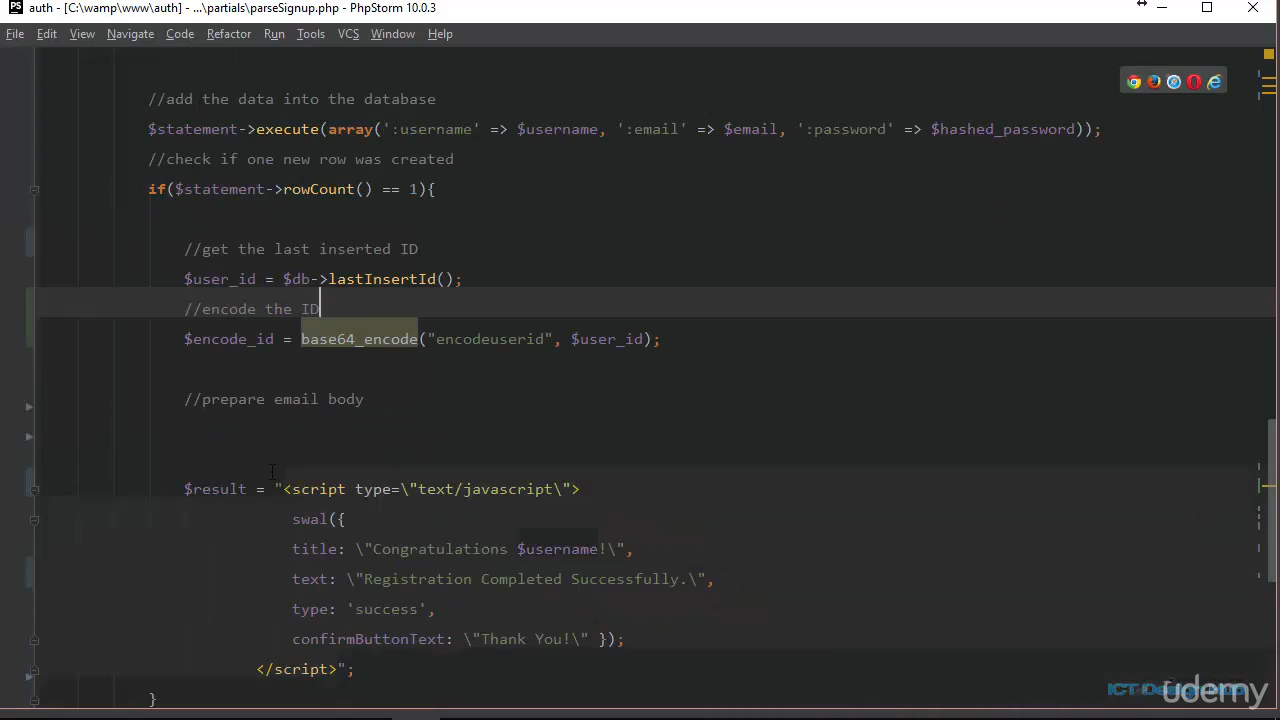 PS auth - [C:\wamp\www\auth] - ...\partials\parseSignup.php - PhpStorm 10.0.3
File Edit View Navigate Code Refactor Run Tools VCS Window Help
//add the data into the database
$statement->execute(array(':username' => $username, ':email' => $email, ':password' => $hashed_password));
//check if one new row was created
if($statement->rowCount() == 1){
//get the last inserted ID
$user_id = $db->lastInsertId();
//encode the ID
$encode_id = base64_encode("encodeuserid", $user_id);
//prepare email body
$result = "<script type=\"text/javascript\">
swal({
title: \"Congratulations $username!\",
text: \"Registration Completed Successfully.\",
type: 'success',
confirmButtonText: \"Thank You!\" });
</script>";
}
ICT Design Hub
udemy